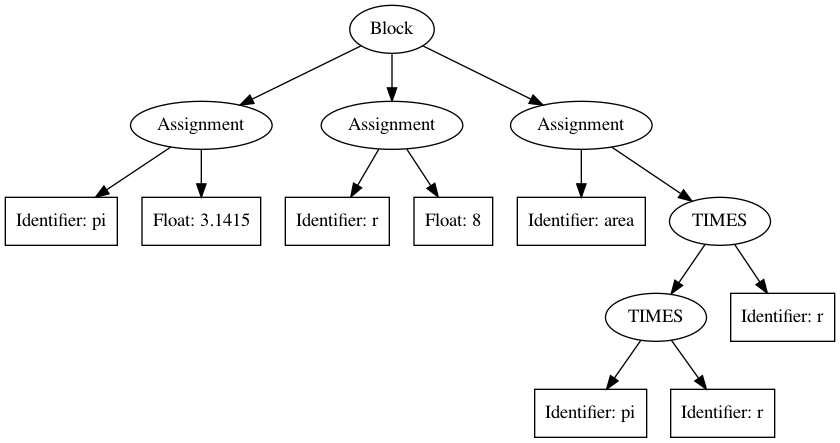 Block
Assignment
Assignment
Assignment
Identifier: pi
Float: 3.1415
Identifier: r
Float: 8
Identifier: area
TIMES
TIMES
Identifier: r
Identifier: pi
Identifier: r